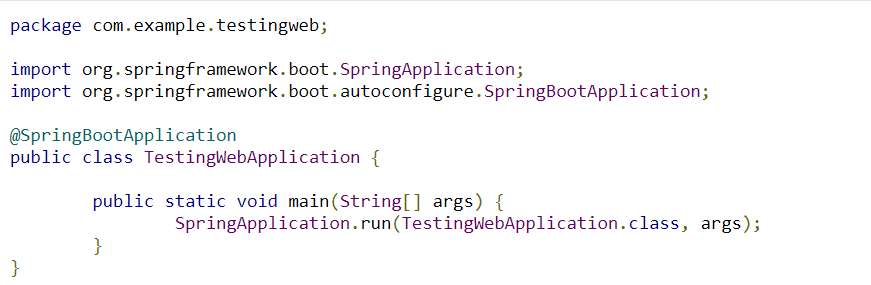 package com.example.testingweb;

import org.springframework.boot.SpringApplication;
import org.springframework.boot.autoconfigure.SpringBootApplication;

@SpringBootApplication
public class TestingWebApplication {

        public static void main(String[] args) {
                SpringApplication.run(TestingWebApplication.class, args);
        }
}